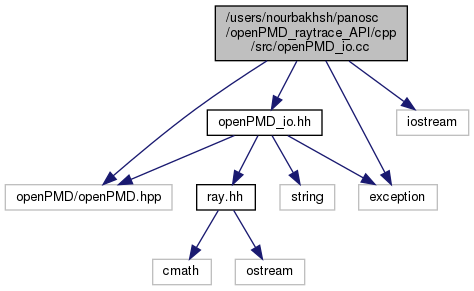 /users/nourbakhsh/panosc
/openPMD_raytrace_API/cpp
/src/openPMD_io.cc
openPMD_io.hh
iostream
openPMD/openPMD.hpp
ray.hh
string
exception
cmath
ostream